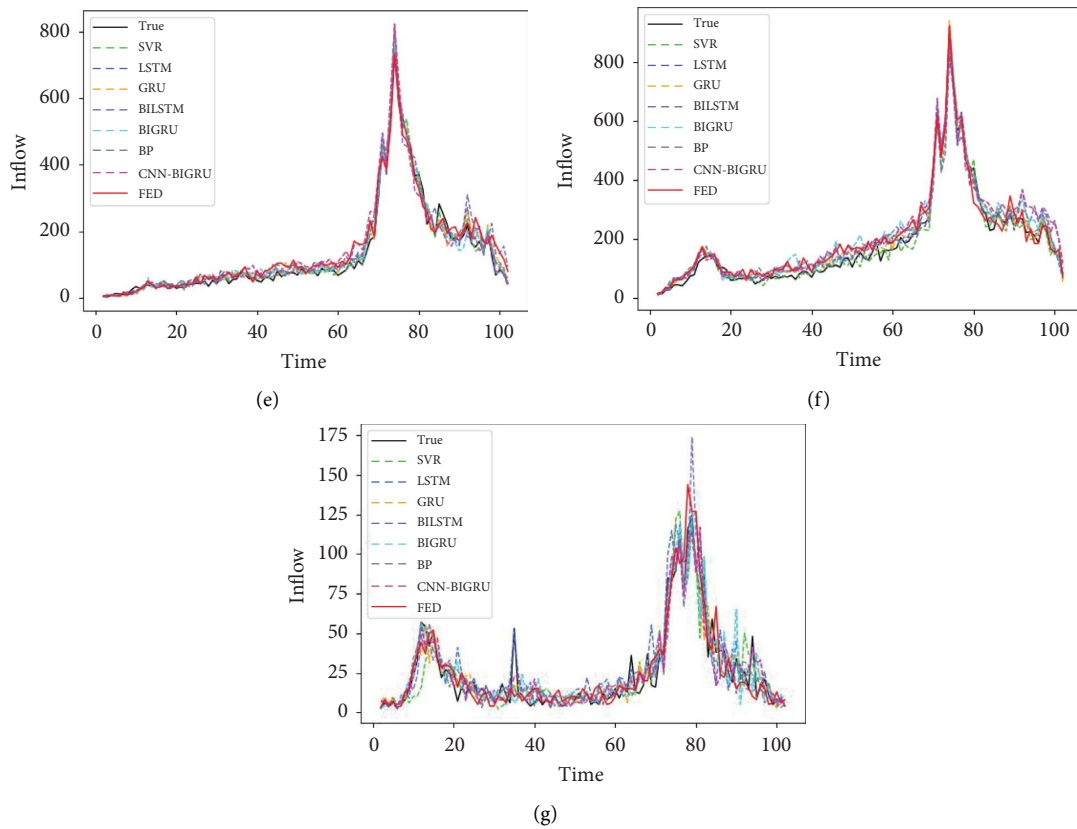 800
600
400
200
0
Inflow
True
SVR
LSTM
GRU
BILSTM
BIGRU
BP
CNN-BIGRU
FED
0 20 40 60 80 100
Time
(e)
800
600
400
200
0
Inflow
True
SVR
LSTM
GRU
BILSTM
BIGRU
BP
CNN-BIGRU
FED
0 20 40 60 80 100
Time
(f)
175
150
125
100
75
50
25
0
Inflow
True
SVR
LSTM
GRU
BILSTM
BIGRU
BP
CNN-BIGRU
FED
0 20 40 60 80 100
Time
(g)